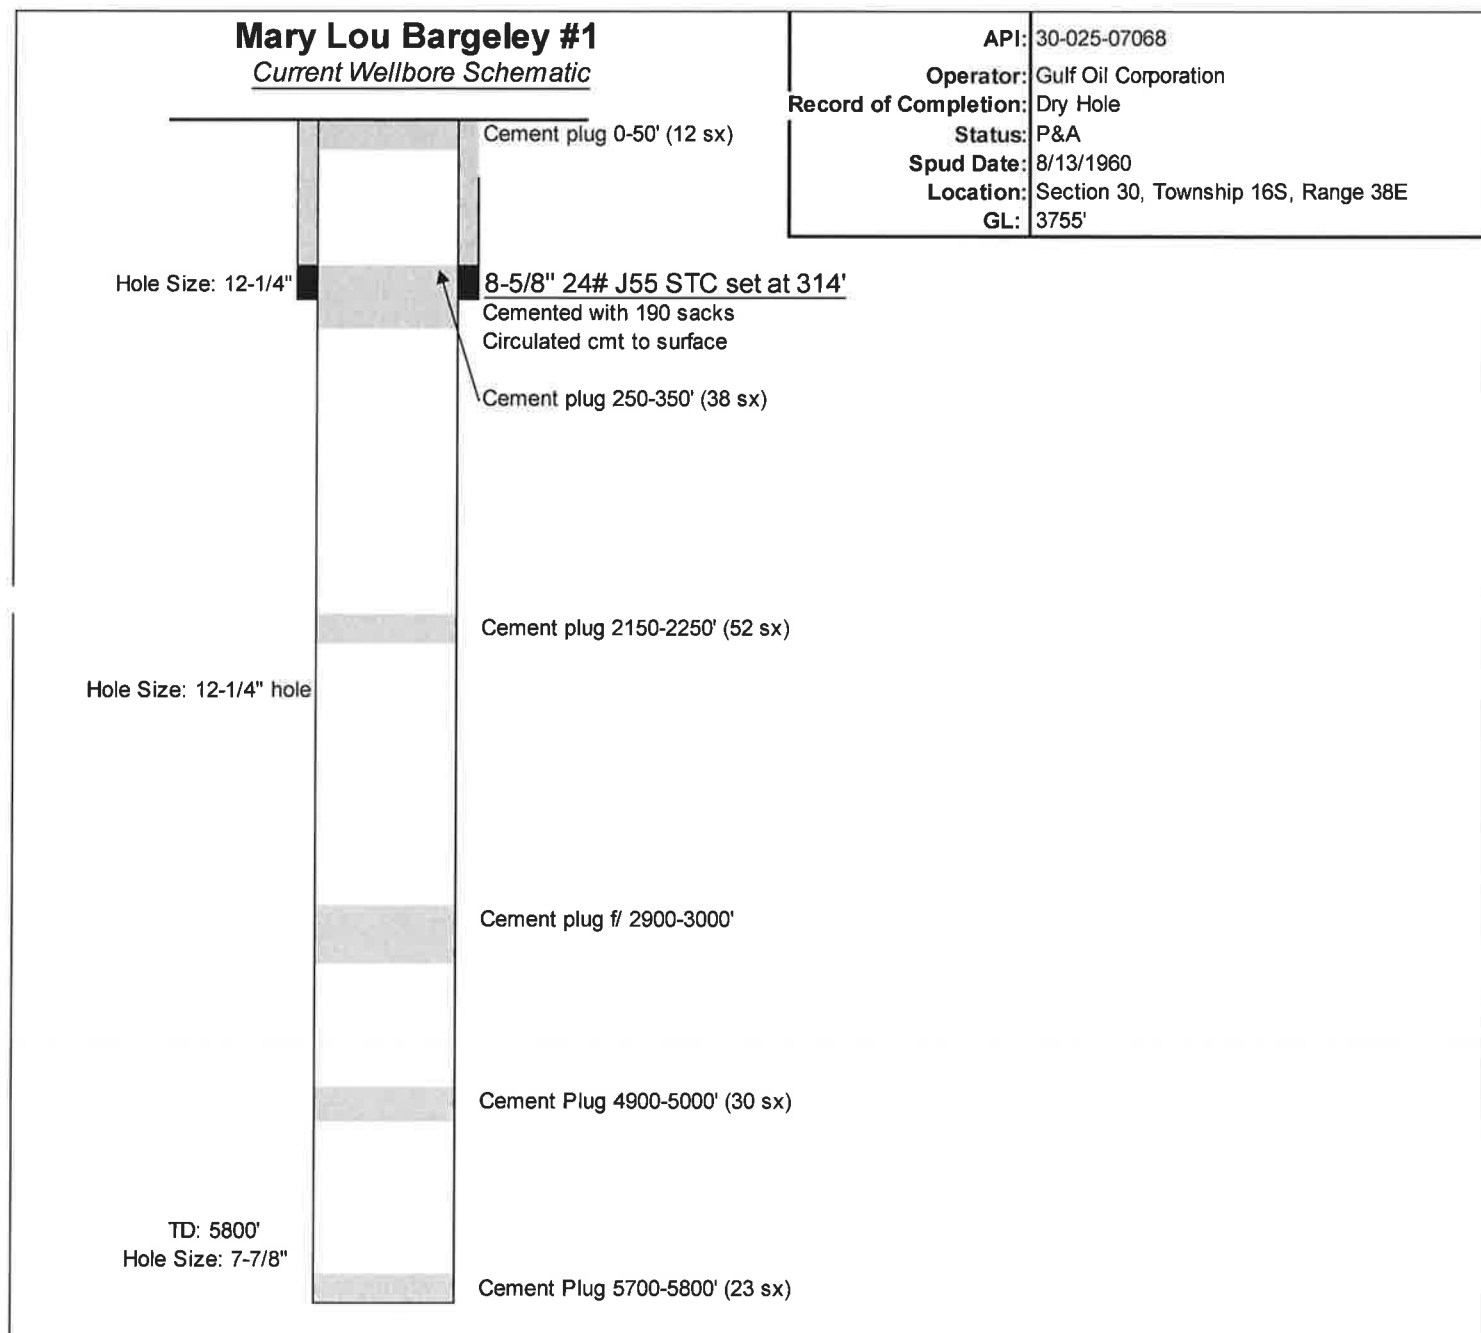 Mary Lou Bargeley #1
Current Wellbore Schematic
API: 30-025-07068
Operator: Gulf Oil Corporation
Record of Completion: Dry Hole
Status: P&A
Spud Date: 8/13/1960
Location: Section 30, Township 16S, Range 38E
GL: 3755'
Cement plug 0-50' (12 sx)
Hole Size: 12-1/4"
8-5/8" 24# J55 STC set at 314'
Cemented with 190 sacks
Circulated cmt to surface
Cement plug 250-350' (38 sx)
Cement plug 2150-2250' (52 sx)
Hole Size: 12-1/4" hole
Cement plug f/ 2900-3000'
Cement Plug 4900-5000' (30 sx)
TD: 5800'
Hole Size: 7-7/8"
Cement Plug 5700-5800' (23 sx)